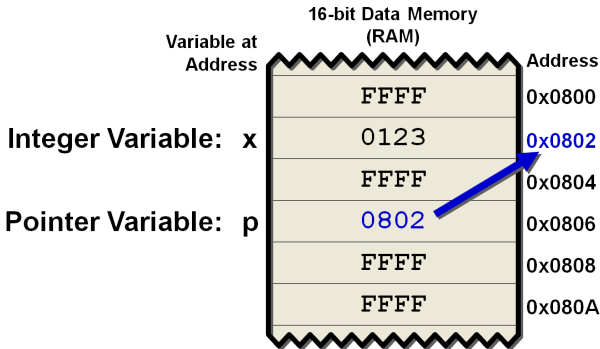 16-bit Data Memory
(RAM)
Variable at
Address
Address
FFFF 0x0800
Integer Variable: x 0123 0x0802
FFFF 0x0804
Pointer Variable: p 0802 0x0806
FFFF 0x0808
FFFF 0x080A